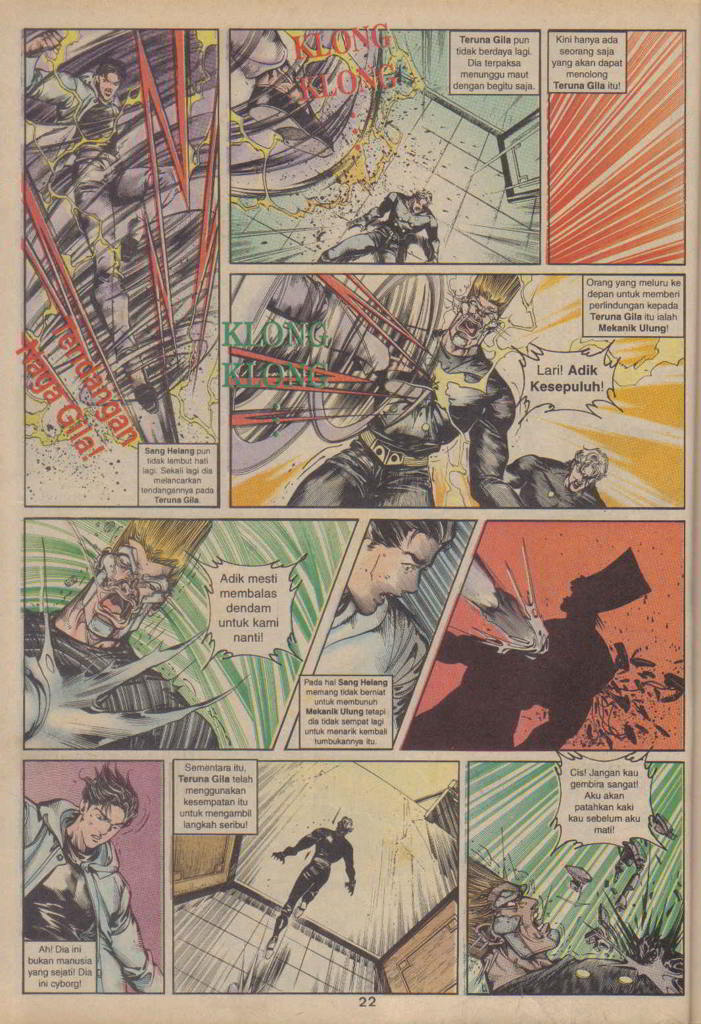 Tendangan
Naga Gila!
Sang Helang pun
tidak lembut hati
lagi. Sekali lagi dia
melancarkan
tendangannya pada
Teruna Gila.
KLONG
KLONG
Teruna Gila pun
tidak berdaya lagi.
Dia terpaksa
menunggu maut
dengan begitu saja.
Kini hanya ada
seorang saja
yang akan dapat
menolong
Teruna Gila itu!
Orang yang meluru ke
depan untuk memberi
perlindungan kepada
Teruna Gila itu ialah
Mekanik Ulung!
KLONG
KLONG
Lari! Adik
Kesepuluh!
Adik mesti
membalas
dendam
untuk kami
nanti!
Pada hal Sang Helang
memang tidak berniat
untuk membunuh
Mekanik Ulung tetapi
dia tidak sempat lagi
untuk menarik kembali
tumbukannya itu.
Ah! Dia ini
bukan manusia
yang sejati! Dia
ini cyborg!
Sementara itu,
Teruna Gila telah
menggunakan
kesempatan itu
untuk mengambil
langkah seribu!
Cis! Jangan kau
gembira sangat!
Aku akan
patahkan kaki
kau sebelum aku
mati!
22